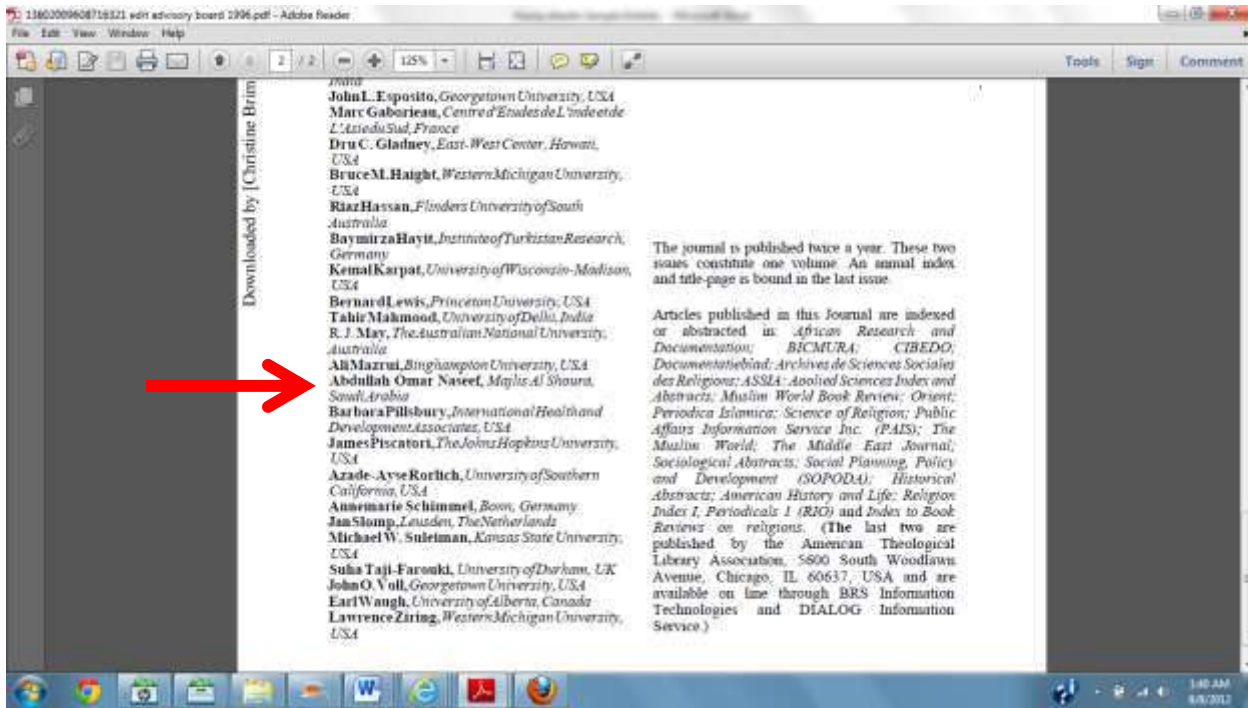 13602009608716321 edit advisory board 1996.pdf - Adobe Reader
File Edit View Window Help
2 / 2 125% Tools Sign Comment
Downloaded by [Christine Brim
India
John L. Esposito, Georgetown University, USA
Marc Gaborieau, Centre d'Etudes de L'inde et de
L'Asie du Sud, France
Dru C. Gladney, East-West Center, Hawaii,
USA
Bruce M. Haight, Western Michigan University,
USA
Riaz Hassan, Flinders University of South
Australia
Baymirza Hayit, Institute of Turkistan Research,
Germany
Kemal Karpat, University of Wisconsin-Madison,
USA
Bernard Lewis, Princeton University, USA
Tahir Mahmood, University of Delhi, India
R. J. May, The Australian National University,
Australia
Ali Mazrui, Binghampton University, USA
Abdullah Omar Naseef, Majlis Al Shoura,
Saudi Arabia
Barbara Pillsbury, International Health and
Development Associates, USA
James Piscatori, The Johns Hopkins University,
USA
Azade-Ayse Rorlich, University of Southern
California, USA
Annemarie Schimmel, Bonn, Germany
Jan Slomp, Leusden, The Netherlands
Michael W. Suleiman, Kansas State University,
USA
Suha Taji-Farouki, University of Durham, UK
John O. Voll, Georgetown University, USA
Earl Waugh, University of Alberta, Canada
Lawrence Ziring, Western Michigan University,
USA
The journal is published twice a year. These two
issues constitute one volume. An annual index
and title-page is bound in the last issue.
Articles published in this Journal are indexed
or abstracted in: African Research and
Documentation; BICMURA; CIBEDO;
Documentatieblad; Archives de Sciences Sociales
des Religions; ASSIA: Applied Sciences Index and
Abstracts; Muslim World Book Review; Orient;
Periodica Islamica; Science of Religion; Public
Affairs Information Service Inc. (PAIS); The
Muslim World; The Middle East Journal;
Sociological Abstracts; Social Planning, Policy
and Development (SOPODA); Historical
Abstracts; American History and Life; Religion
Index I, Periodicals I (RIO) and Index to Book
Reviews on religions. (The last two are
published by the American Theological
Library Association, 5600 South Woodlawn
Avenue, Chicago, IL 60637, USA and are
available on line through BRS Information
Technologies and DIALOG Information
Service.)
3:40 AM
8/8/2012